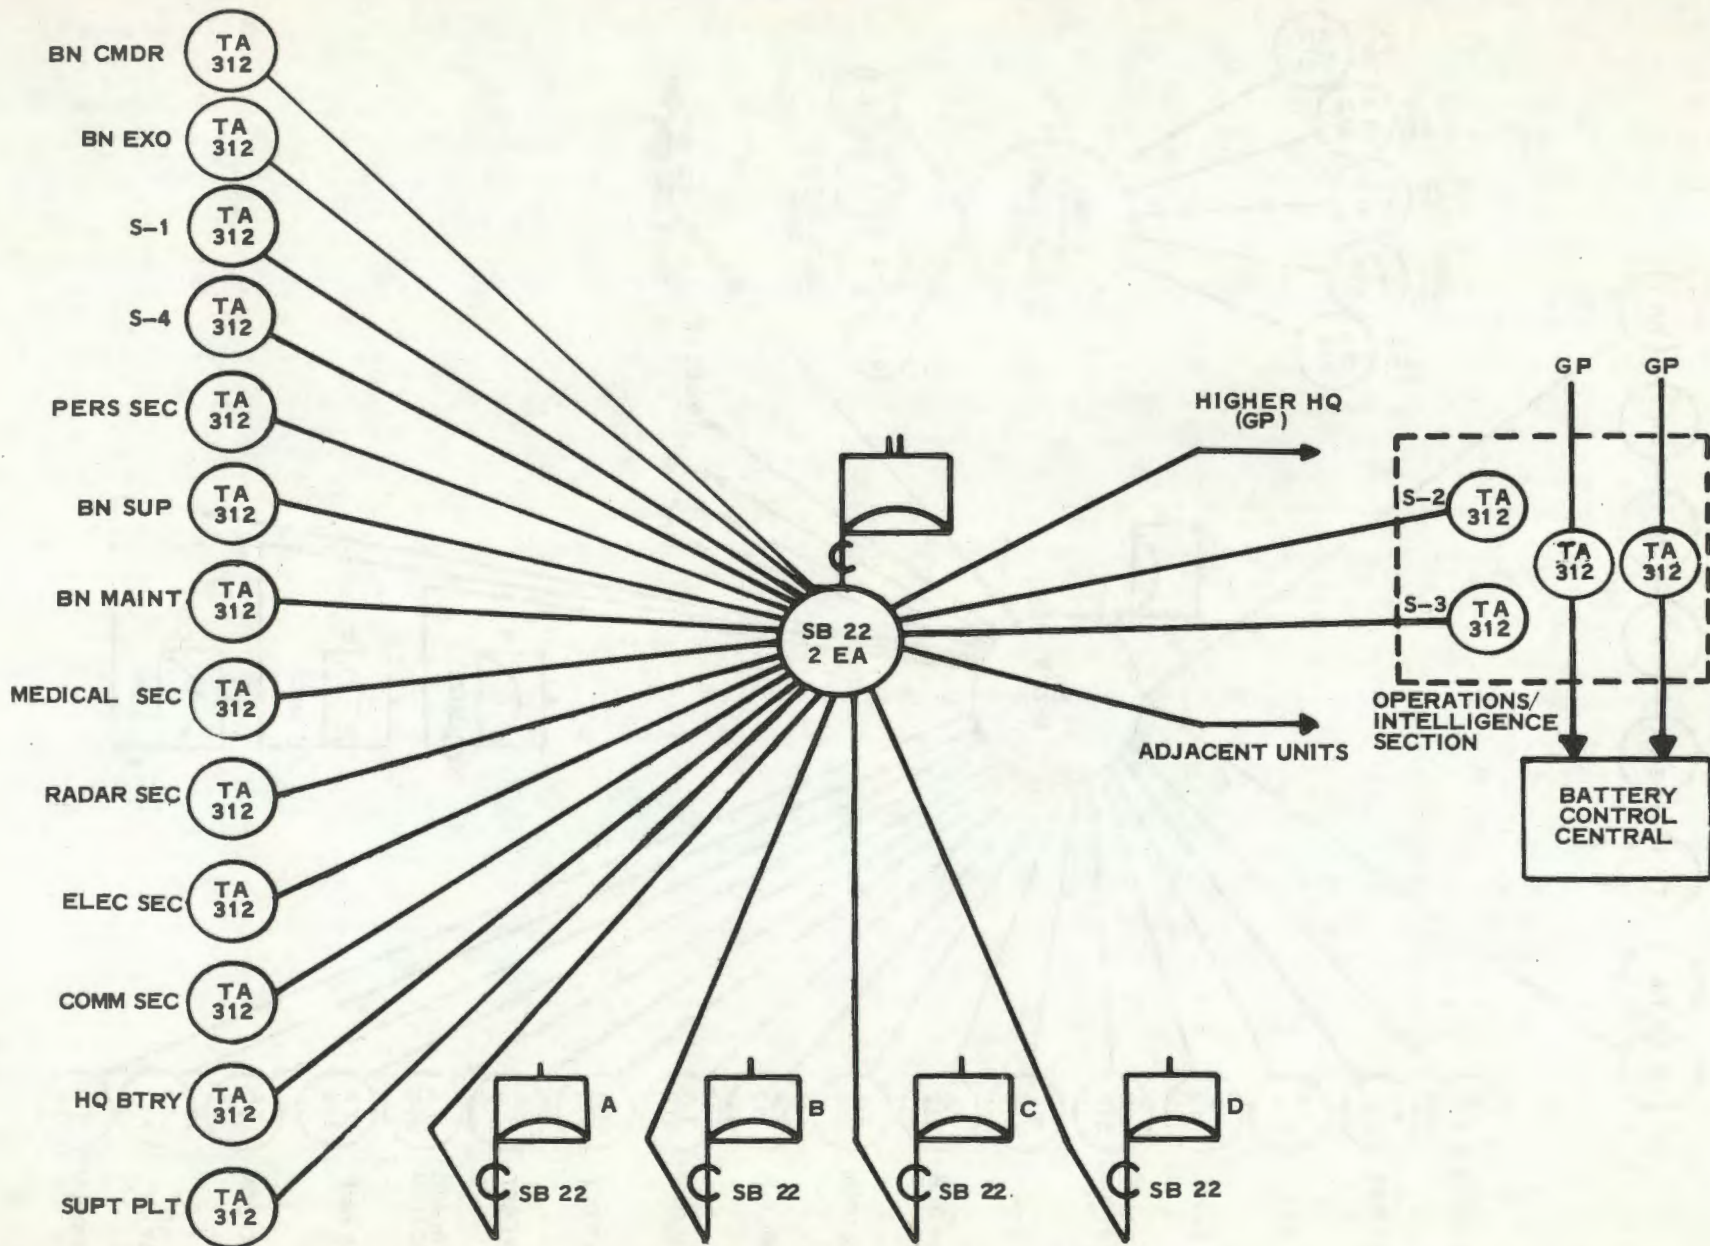 BN CMDR
TA
312
BN EXO
TA
312
S-1
TA
312
S-4
TA
312
PERS SEC
TA
312
BN SUP
TA
312
BN MAINT
TA
312
MEDICAL SEC
TA
312
RADAR SEC
TA
312
ELEC SEC
TA
312
COMM SEC
TA
312
HQ BTRY
TA
312
SUPT PLT
TA
312
SB 22
2 EA
A
SB 22
B
SB 22
C
SB 22
D
SB 22
HIGHER HQ
(GP)
ADJACENT UNITS
GP
GP
S-2
TA
312
S-3
TA
312
TA
312
TA
312
OPERATIONS/
INTELLIGENCE
SECTION
BATTERY
CONTROL
CENTRAL